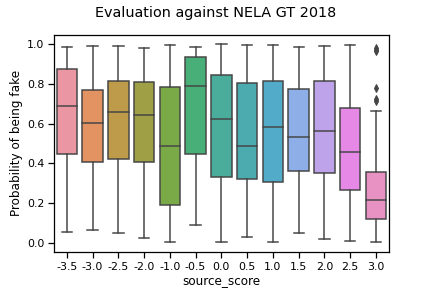 Evaluation against NELA GT 2018
1.0
0.8
0.6
0.4
0.2
0.0
Probability of being fake
-3.5 -3.0 -2.5 -2.0 -1.0 -0.5 0.0 0.5 1.0 1.5 2.0 2.5 3.0
source_score